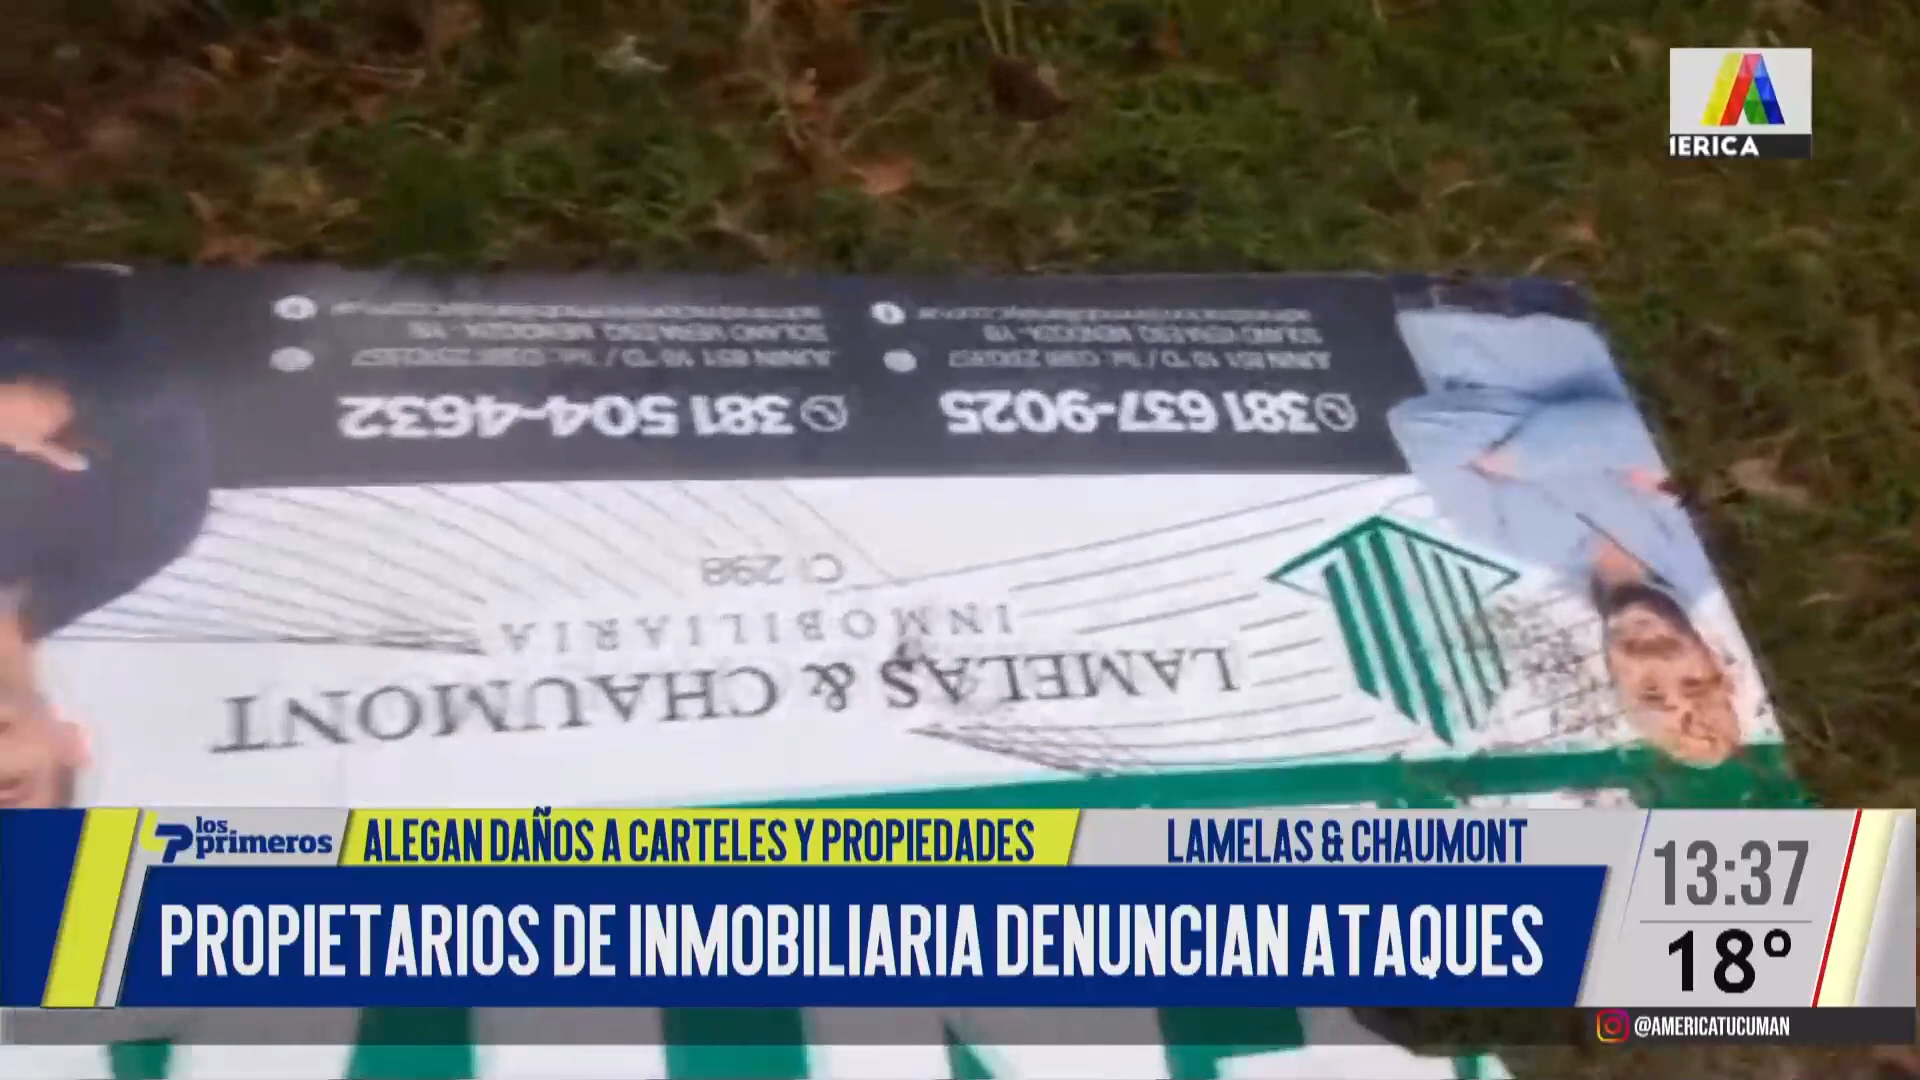 MERICA
381 504-4632
381 637-9025
CI 298
INMOBILIARIA
LAMELAS & CHAUMONT
los primeros
ALEGAN DAÑOS A CARTELES Y PROPIEDADES
LAMELAS & CHAUMONT
PROPIETARIOS DE INMOBILIARIA DENUNCIAN ATAQUES
13:37
18°
@AMERICATUCUMAN